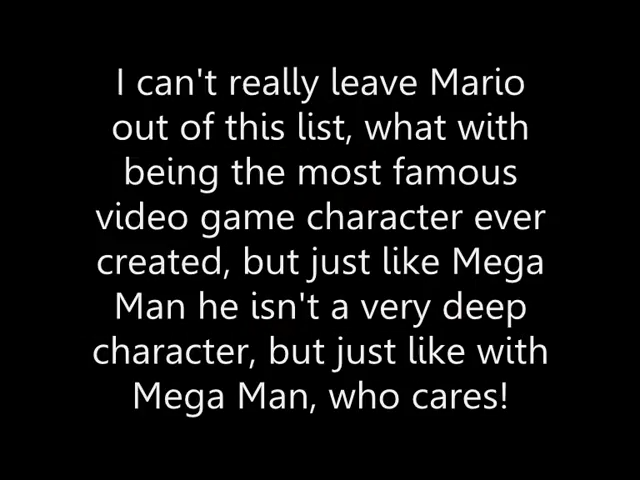 I can't really leave Mario
out of this list, what with
being the most famous
video game character ever
created, but just like Mega
Man he isn't a very deep
character, but just like with
Mega Man, who cares!